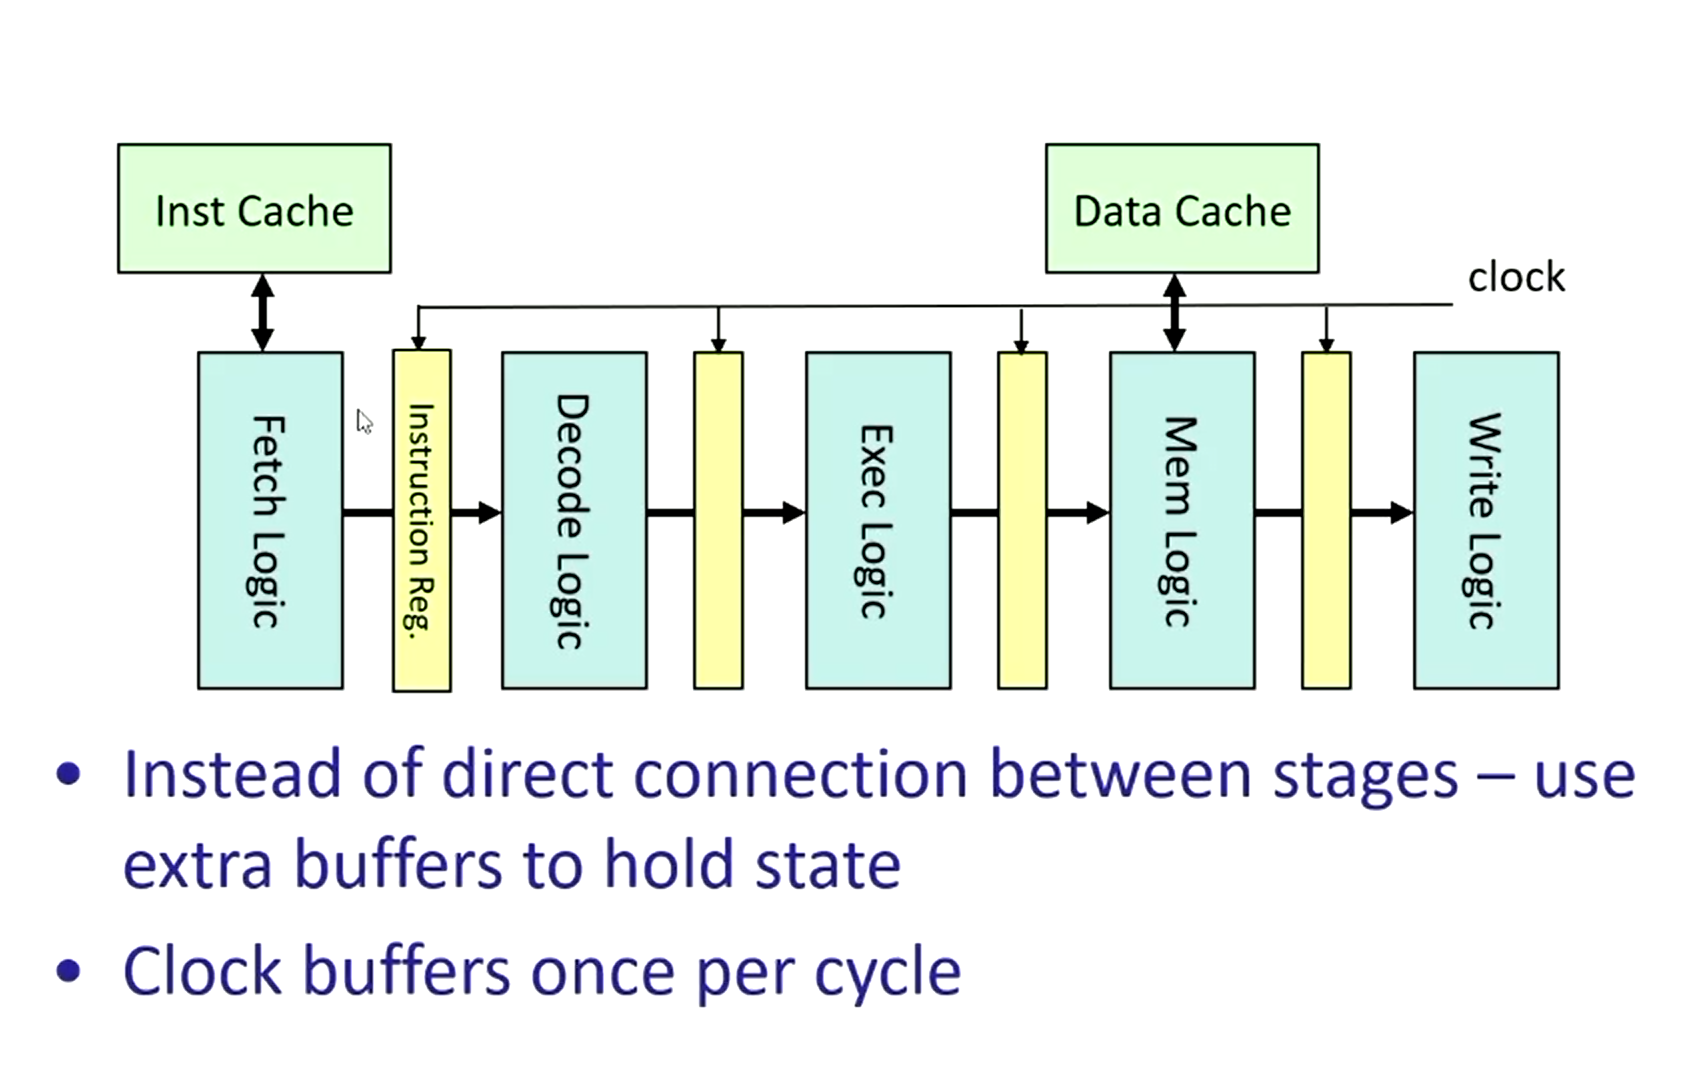 Inst Cache
Data Cache
clock
Fetch Logic
Instruction Reg.
Decode Logic
Exec Logic
Mem Logic
Write Logic
• Instead of direct connection between stages – use
extra buffers to hold state
• Clock buffers once per cycle